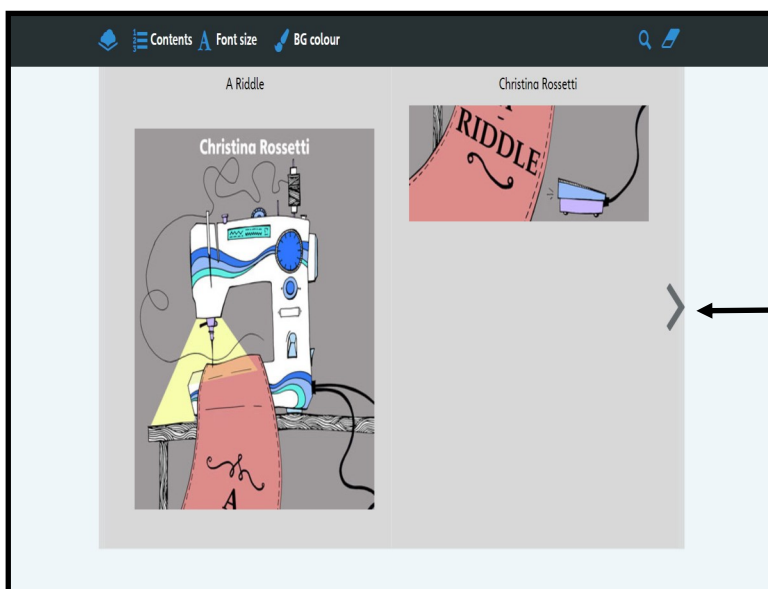 Contents A Font size BG colour
A Riddle
Christina Rossetti
Christina Rossetti
A
A
-
RIDDLE